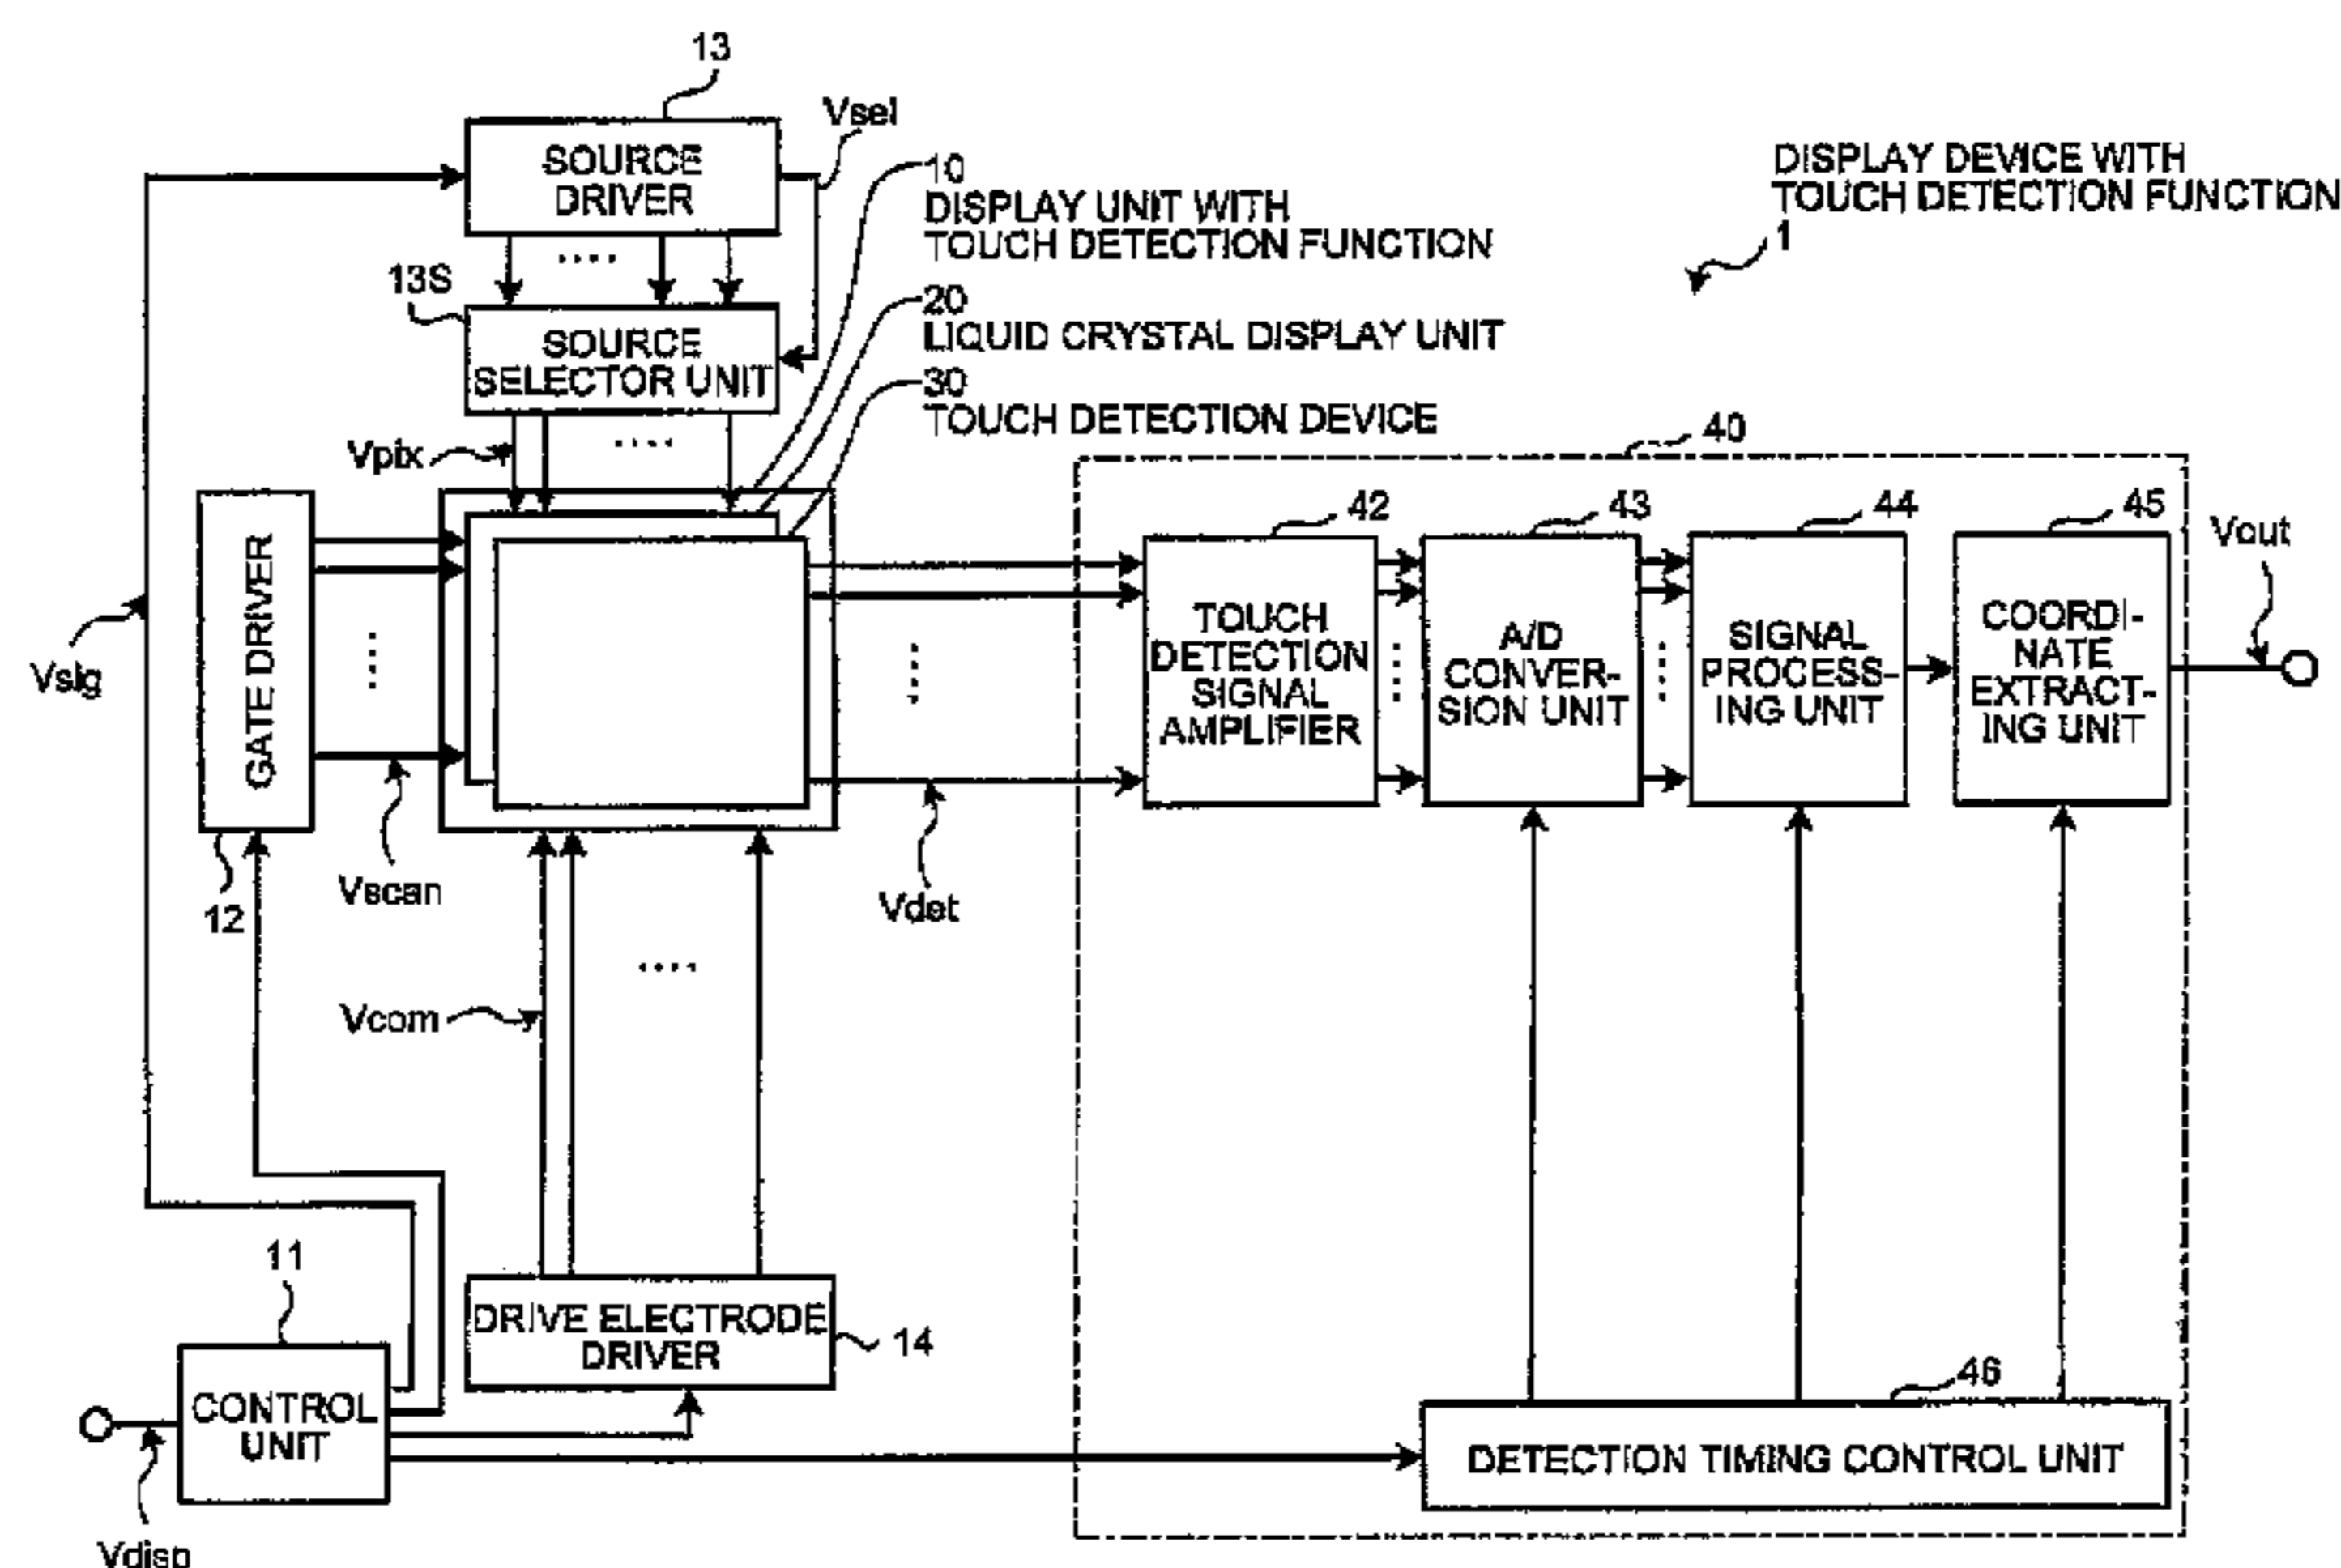 13
Vsel
SOURCE
DRIVER
10
DISPLAY UNIT WITH
TOUCH DETECTION FUNCTION
DISPLAY DEVICE WITH
TOUCH DETECTION FUNCTION
1
13S
SOURCE
SELECTOR UNIT
20
LIQUID CRYSTAL DISPLAY UNIT
30
TOUCH DETECTION DEVICE
Vpix
40
42
43
44
45
Vout
GATE DRIVER
Vsig
TOUCH
DETECTION
SIGNAL
AMPLIFIER
A/D
CONVER-
SION UNIT
SIGNAL
PROCESS-
ING UNIT
COORDI-
NATE
EXTRACT-
ING UNIT
12
Vscan
Vdet
Vcom
11
DRIVE ELECTRODE
DRIVER
14
CONTROL
UNIT
46
DETECTION TIMING CONTROL UNIT
Vdisp